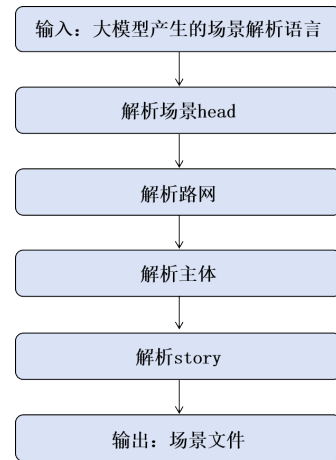 输入：大模型产生的场景解析语言
解析场景head
解析路网
解析主体
解析story
输出：场景文件